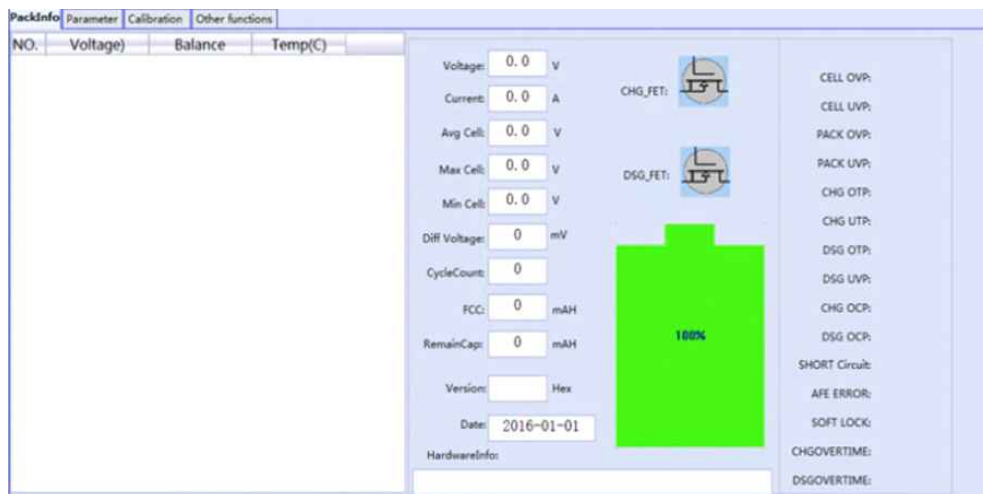 PackInfo Parameter Calibration Other functions
NO. Voltage) Balance Temp(C)
Voltage: 0.0 V
Current: 0.0 A
Avg Cell: 0.0 V
Max Cell: 0.0 V
Min Cell: 0.0 V
Diff Voltage: 0 mV
CycleCount: 0
FCC: 0 mAH
RemainCap: 0 mAH
Version: Hex
Date: 2016-01-01
HardwareInfo:
CHG_FET:
DSG_FET:
100%
CELL OVP:
CELL UVP:
PACK OVP:
PACK UVP:
CHG OTP:
CHG UTP:
DSG OTP:
DSG UVP:
CHG OCP:
DSG OCP:
SHORT Circuit:
AFE ERROR:
SOFT LOCK:
CHGOVERTIME:
DSGOVERTIME: